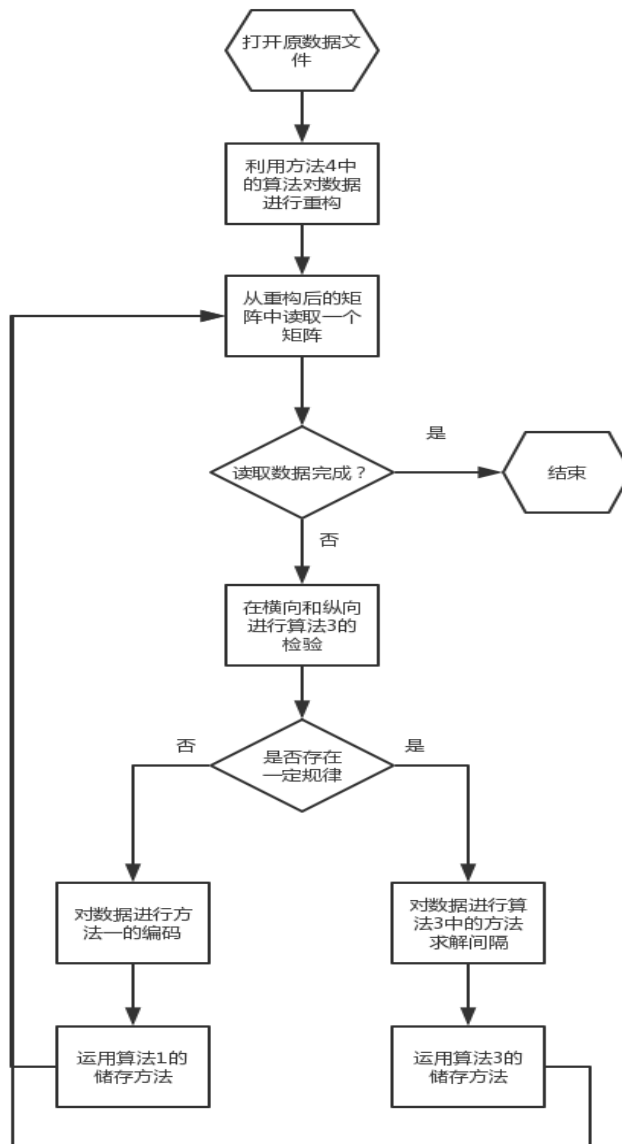 打开原数据文
件
利用方法4中
的算法对数据
进行重构
从重构后的矩
阵中读取一个
矩阵
是
读取数据完成？
结束
否
在横向和纵向
进行算法3的
检验
否
是否存在
一定规律
是
对数据进行方
法一的编码
对数据进行算
法3中的方法
求解间隔
运用算法1的
储存方法
运用算法3的
储存方法